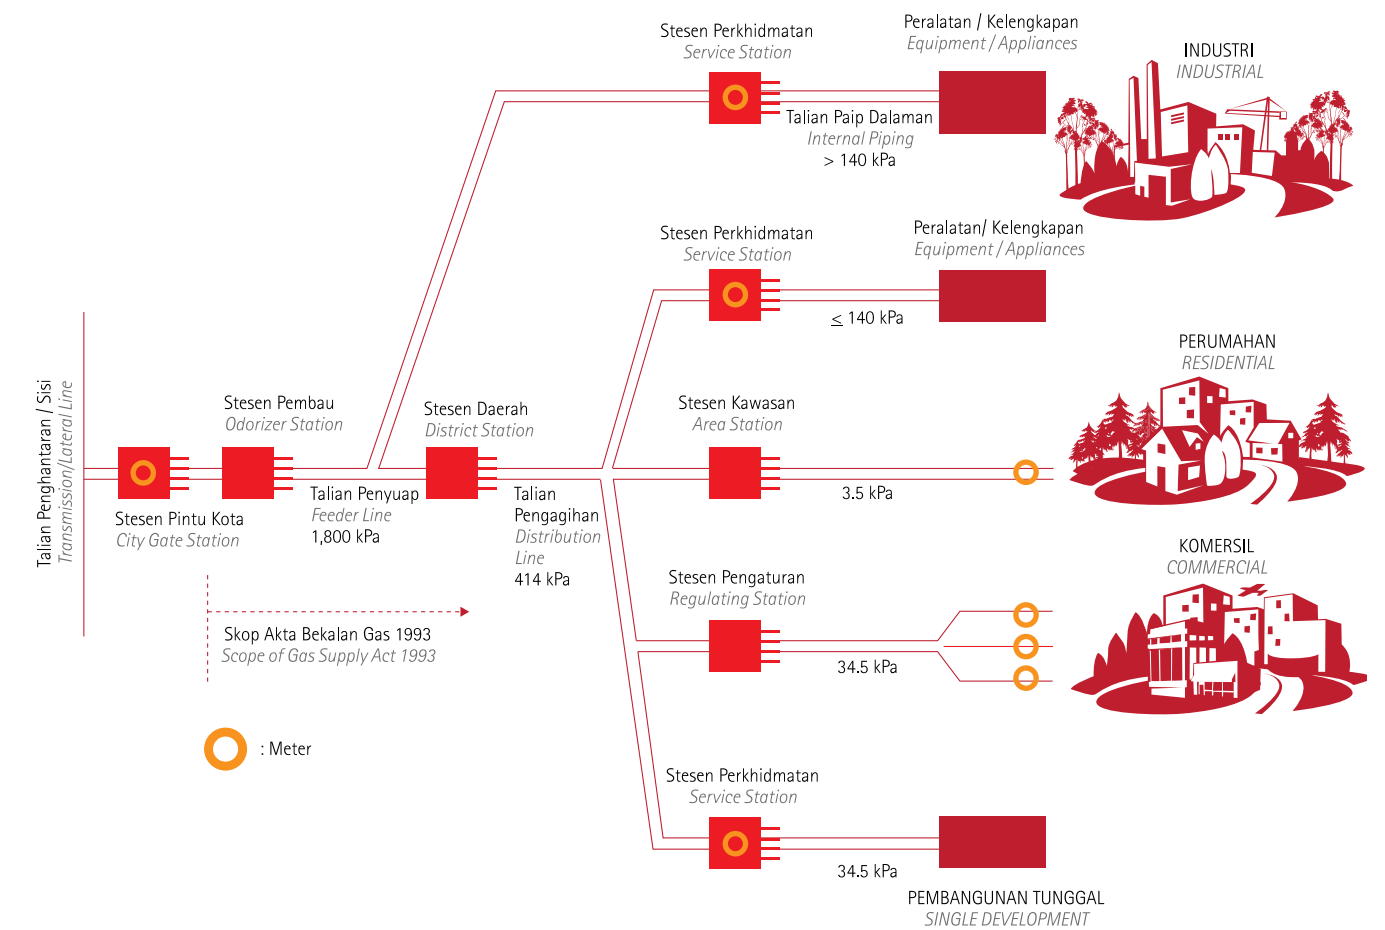 Stesen Perkhidmatan
Service Station
Peralatan / Kelengkapan
Equipment / Appliances
INDUSTRI
INDUSTRIAL
Talian Paip Dalaman
Internal Piping
> 140 kPa
Stesen Perkhidmatan
Service Station
Peralatan/ Kelengkapan
Equipment / Appliances
≤ 140 kPa
PERUMAHAN
RESIDENTIAL
Talian Penghantaran / Sisi
Transmission/Lateral Line
Stesen Pembau
Odorizer Station
Stesen Daerah
District Station
Stesen Kawasan
Area Station
3.5 kPa
Stesen Pintu Kota
City Gate Station
Talian Penyuap
Feeder Line
1,800 kPa
Talian
Pengagihan
Distribution
Line
414 kPa
KOMERSIL
COMMERCIAL
Stesen Pengaturan
Regulating Station
34.5 kPa
Skop Akta Bekalan Gas 1993
Scope of Gas Supply Act 1993
: Meter
Stesen Perkhidmatan
Service Station
34.5 kPa
PEMBANGUNAN TUNGGAL
SINGLE DEVELOPMENT